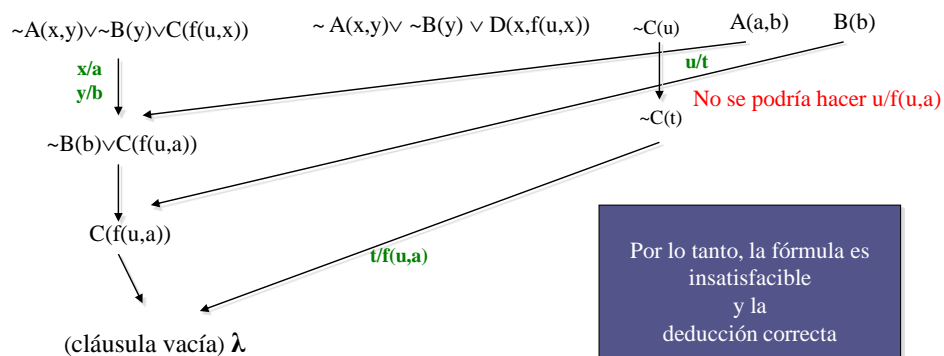 ~A(x,y)∨~B(y)∨C(f(u,x))
~ A(x,y)∨ ~B(y) ∨ D(x,f(u,x))
~C(u)
A(a,b)
B(b)
x/a
y/b
u/t
No se podría hacer u/f(u,a)
~C(t)
~B(b)∨C(f(u,a))
C(f(u,a))
t/f(u,a)
(cláusula vacía) λ
Por lo tanto, la fórmula es
insatisfacible
y la
deducción correcta